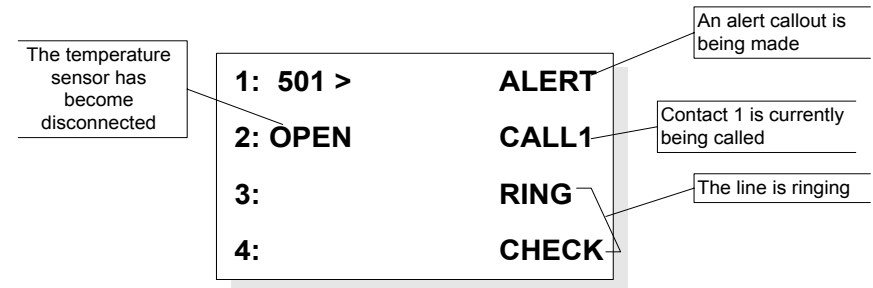 An alert callout is
being made
The temperature
sensor has
become
disconnected
1: 501 > ALERT
2: OPEN CALL1
Contact 1 is currently
being called
3: RING
The line is ringing
4: CHECK